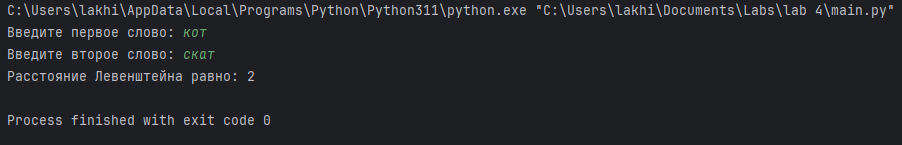 C:\Users\lakhi\AppData\Local\Programs\Python\Python311\python.exe "C:\Users\lakhi\Documents\Labs\lab 4\main.py"
Введите первое слово: кот
Введите второе слово: скат
Расстояние Левенштейна равно: 2
Process finished with exit code 0